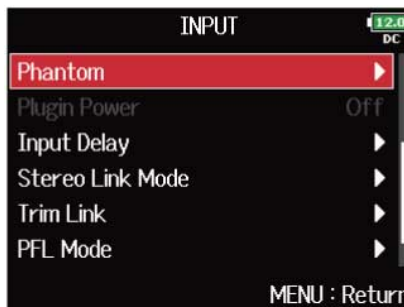 INPUT
12.0
DC
Phantom
Plugin Power Off
Input Delay
Stereo Link Mode
Trim Link
PFL Mode
MENU : Return